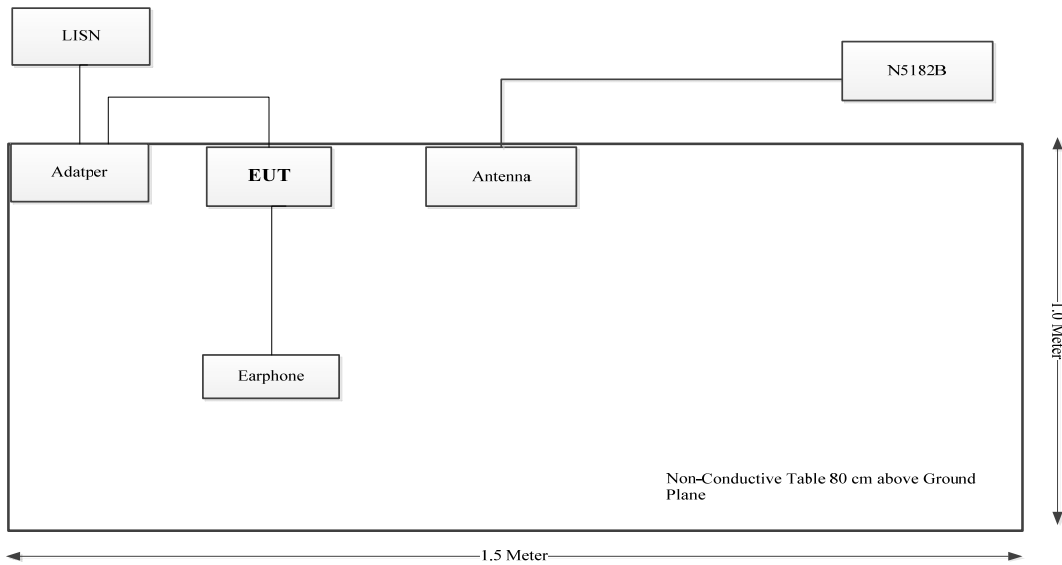 LISN
N5182B
Adatper
EUT
Antenna
Earphone
1.0 Meter
Non-Conductive Table 80 cm above Ground
Plane
1.5 Meter